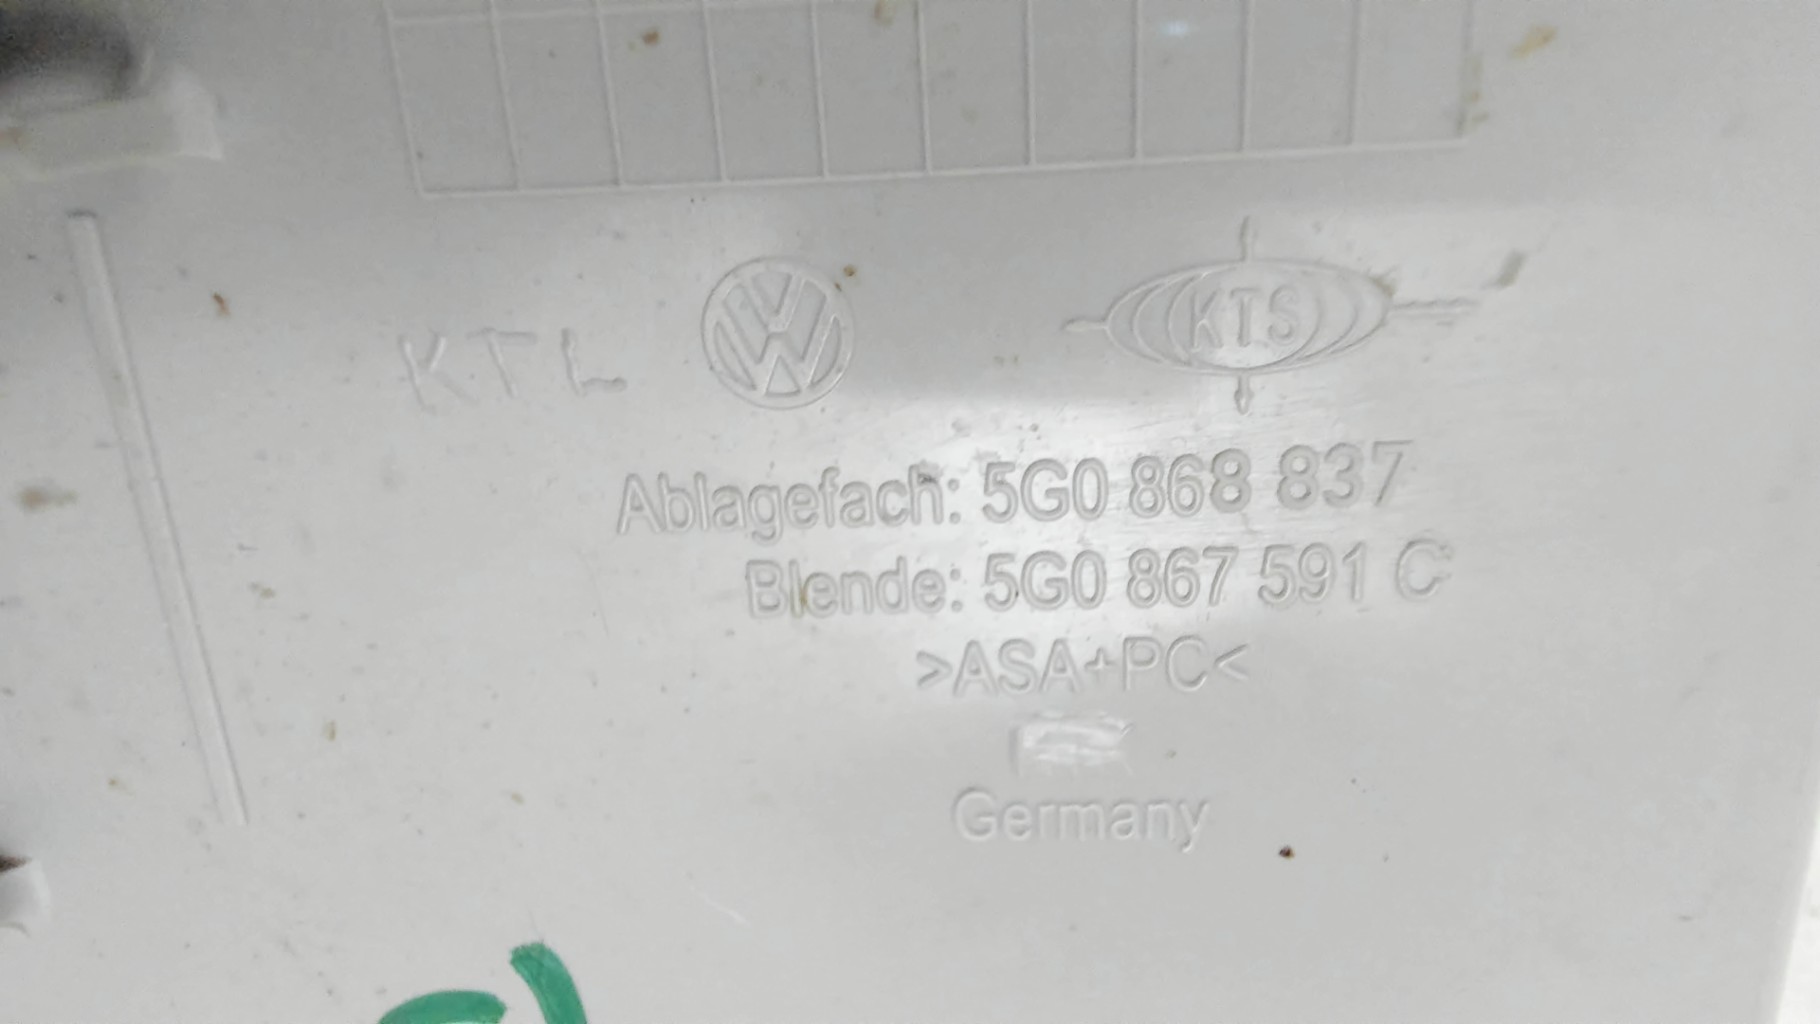 KTL
KTS
Ablagefach: 5G0 868 837
Blende: 5G0 867 591 C
>ASA+PC<
Germany